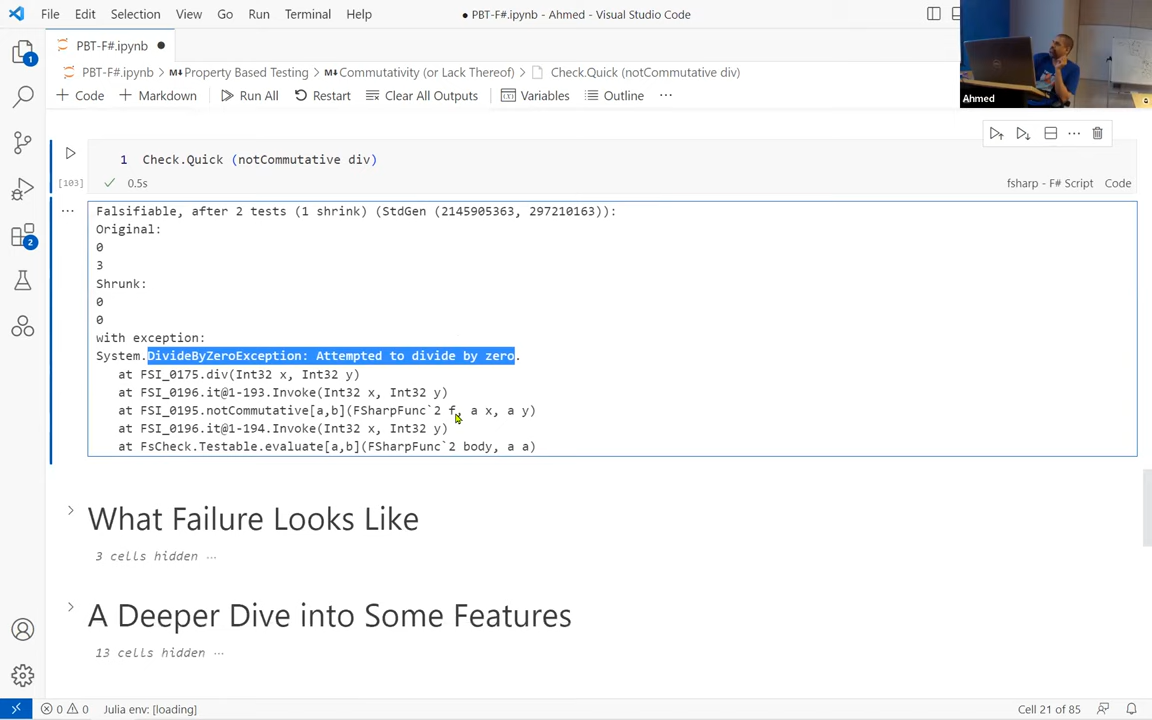 File Edit Selection View Go Run Terminal Help
● PBT-F#.ipynb - Ahmed - Visual Studio Code
PBT-F#.ipynb ●
PBT-F#.ipynb > M↓Property Based Testing > M↓Commutativity (or Lack Thereof) > Check.Quick (notCommutative div)
+ Code + Markdown Run All Restart Clear All Outputs Variables Outline ···
Ahmed
1 Check.Quick (notCommutative div)
[103] ✓ 0.5s
fsharp - F# Script Code
Falsifiable, after 2 tests (1 shrink) (StdGen (2145905363, 297210163)):
Original:
0
3
Shrunk:
0
0
with exception:
System.DivideByZeroException: Attempted to divide by zero.
at FSI_0175.div(Int32 x, Int32 y)
at FSI_0196.it@1-193.Invoke(Int32 x, Int32 y)
at FSI_0195.notCommutative[a,b](FSharpFunc`2 f, a x, a y)
at FSI_0196.it@1-194.Invoke(Int32 x, Int32 y)
at FsCheck.Testable.evaluate[a,b](FSharpFunc`2 body, a a)
What Failure Looks Like
3 cells hidden ···
A Deeper Dive into Some Features
13 cells hidden ···
1
2
0 0 Julia env: [loading]
Cell 21 of 85